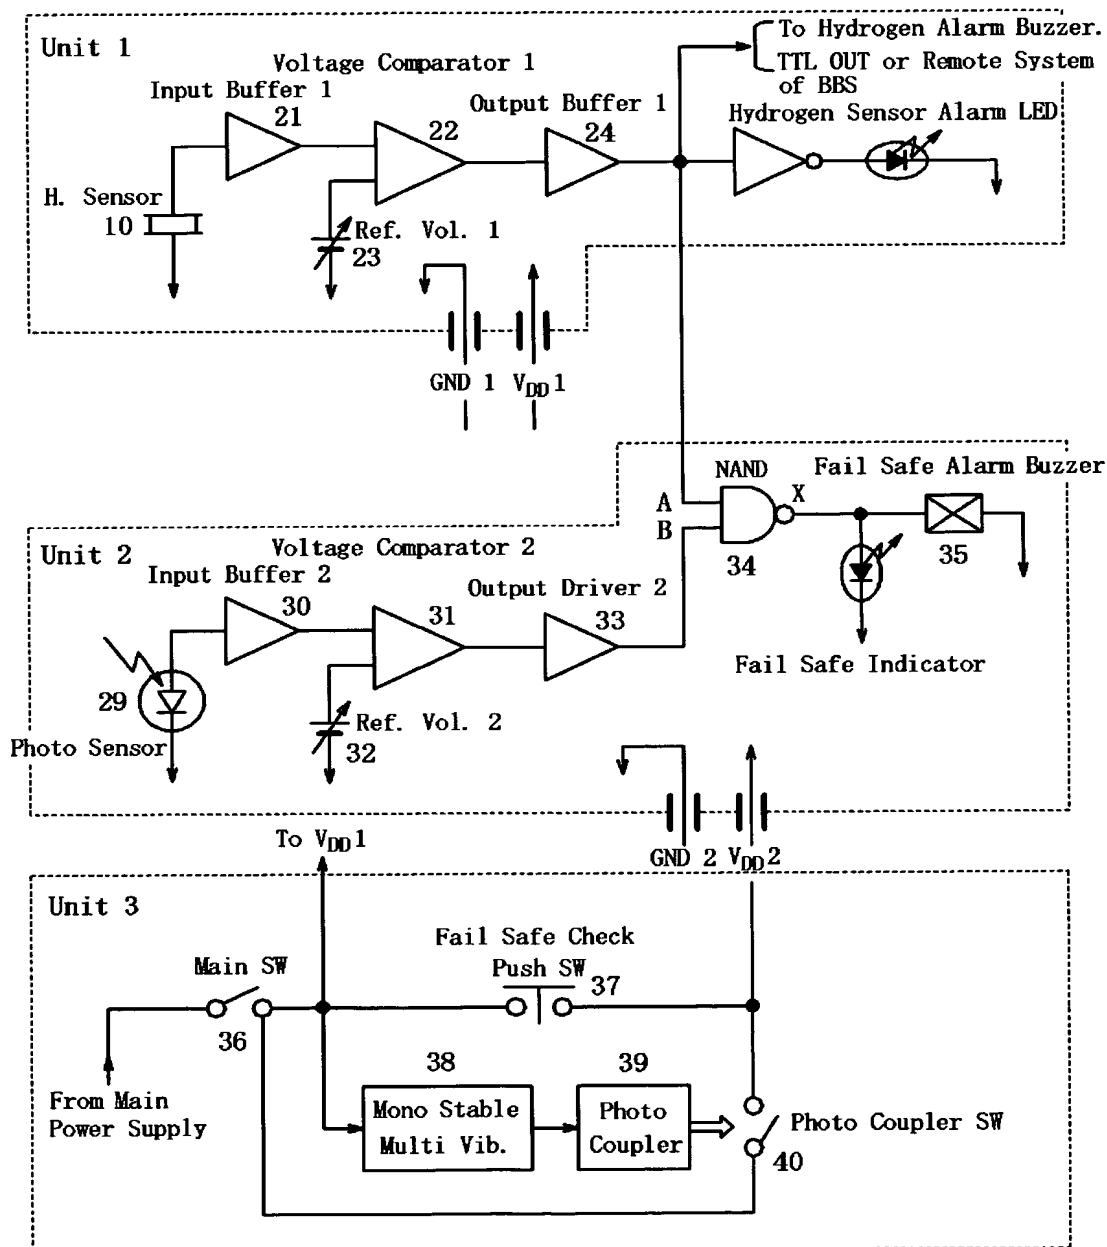 Unit 1
To Hydrogen Alarm Buzzer.
TTL OUT or Remote System
of BBS
Voltage Comparator 1
Input Buffer 1
21
22
Output Buffer 1
24
Hydrogen Sensor Alarm LED
H. Sensor
10
Ref. Vol. 1
23
GND 1
VDD1
Unit 2
Voltage Comparator 2
Input Buffer 2
30
31
Output Driver 2
33
NAND
A
B
X
34
Fail Safe Alarm Buzzer
35
Fail Safe Indicator
29
Photo Sensor
Ref. Vol. 2
32
GND 2
VDD2
To VDD1
Unit 3
Fail Safe Check
Push SW
37
Main SW
36
38
39
From Main
Power Supply
Mono Stable
Multi Vib.
Photo
Coupler
Photo Coupler SW
40